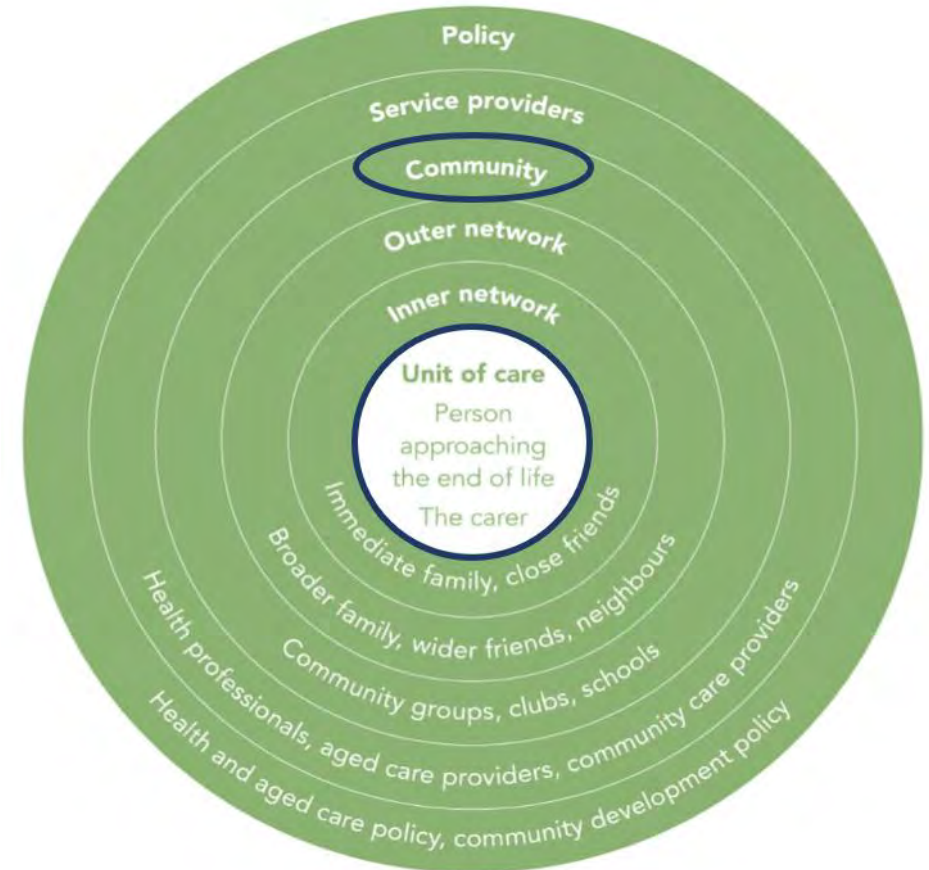 Policy
Service providers
Community
Outer network
Inner network
Unit of care
Person
approaching
the end of life
The carer
Immediate family, close friends
Broader family, wider friends, neighbours
Community groups, clubs, schools
Health professionals, aged care providers, community care providers
Health and aged care policy, community development policy